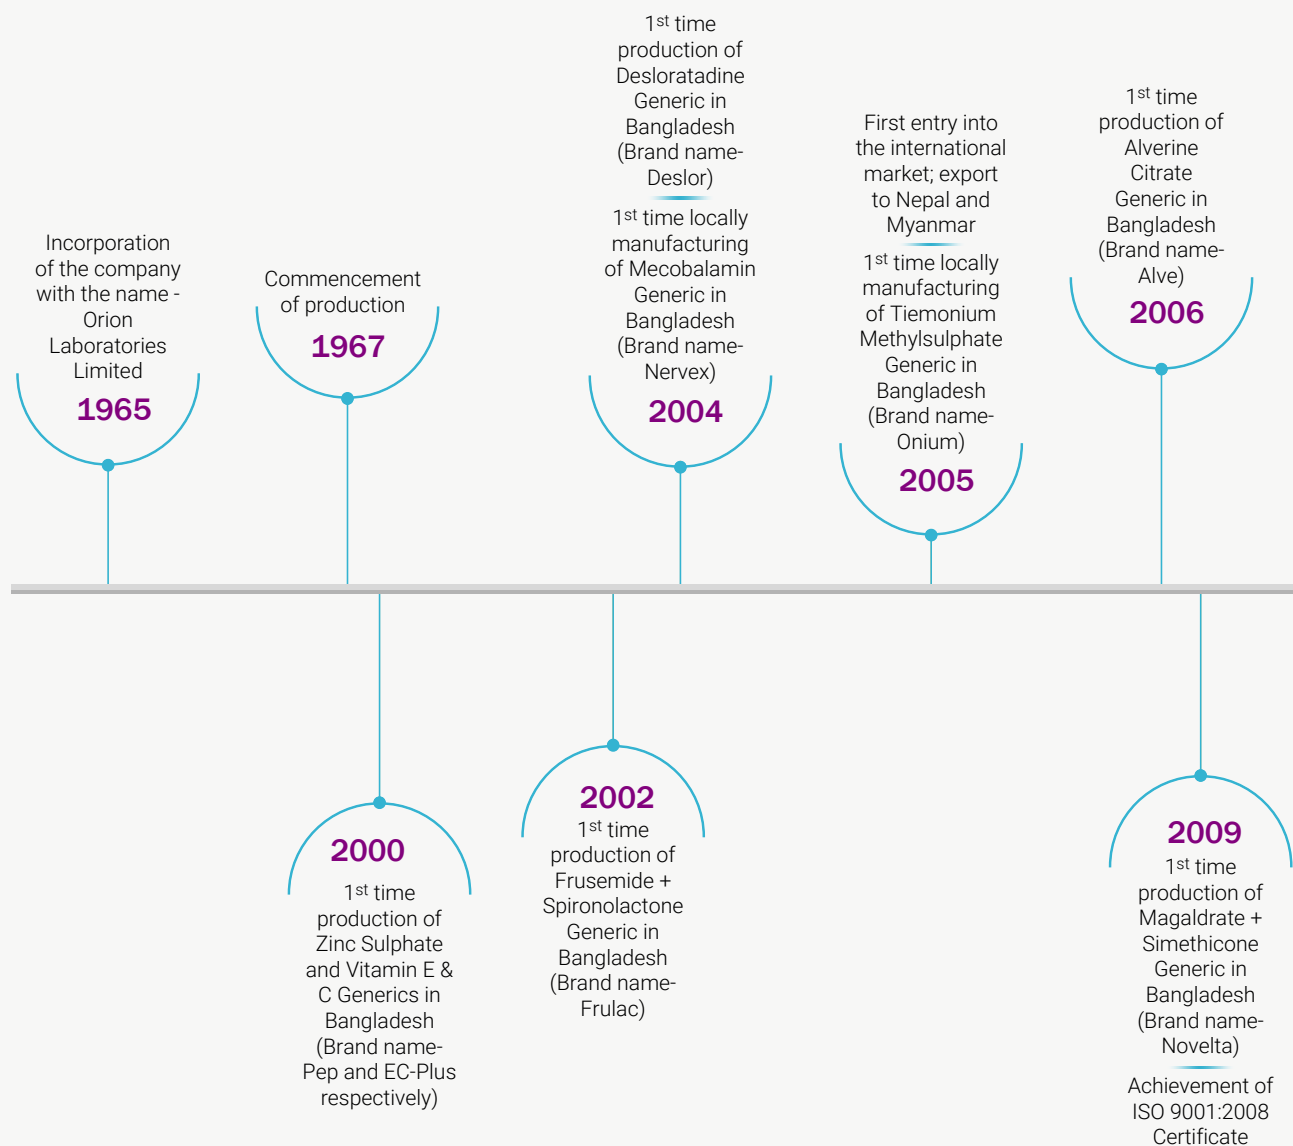 Incorporation
of the company
with the name -
Orion
Laboratories
Limited
1965
Commencement
of production
1967
1st time
production of
Desloratadine
Generic in
Bangladesh
(Brand name-
Deslor)
1st time locally
manufacturing
of Mecobalamin
Generic in
Bangladesh
(Brand name-
Nervex)
2004
First entry into
the international
market; export
to Nepal and
Myanmar
1st time locally
manufacturing
of Tiemonium
Methylsulphate
Generic in
Bangladesh
(Brand name-
Onium)
2005
1st time
production of
Alverine
Citrate
Generic in
Bangladesh
(Brand name-
Alve)
2006
2000
1st time
production of
Zinc Sulphate
and Vitamin E &
C Generics in
Bangladesh
(Brand name-
Pep and EC-Plus
respectively)
2002
1st time
production of
Frusemide +
Spironolactone
Generic in
Bangladesh
(Brand name-
Frulac)
2009
1st time
production of
Magaldrate +
Simethicone
Generic in
Bangladesh
(Brand name-
Novelta)
Achievement of
ISO 9001:2008
Certificate